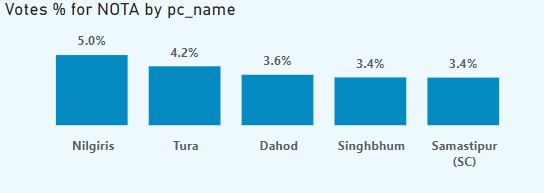 Votes % for NOTA by pc_name
5.0%
4.2%
3.6%
3.4%
3.4%
Nilgiris
Tura
Dahod
Singhbhum
Samastipur
(SC)